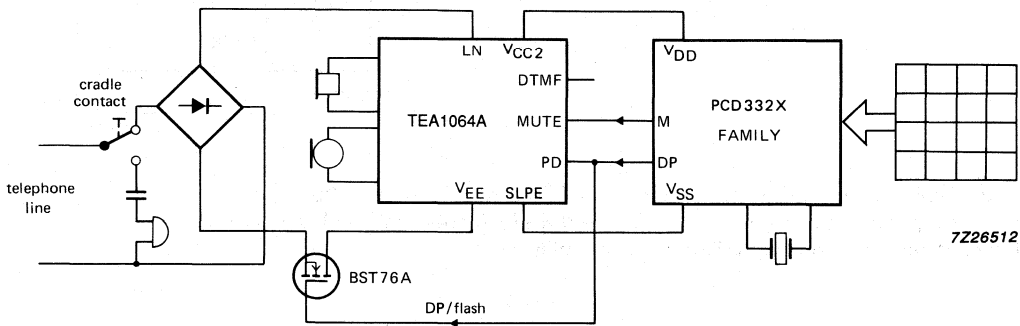 LN
VCC2
VDD
DTMF
cradle
contact
TEA1064A
MUTE
M
PCD332X
FAMILY
PD
DP
telephone
line
VEE
SLPE
VSS
7Z26512
BST76A
DP/flash